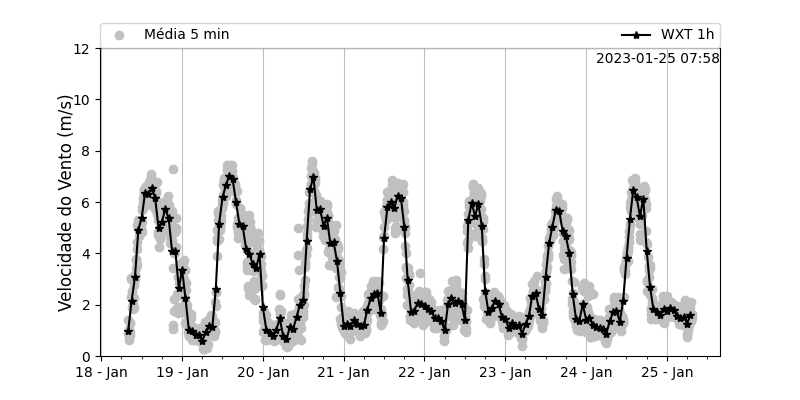 Média 5 min
WXT 1h
2023-01-25 07:58
Velocidade do Vento (m/s)
12
10
8
6
4
2
0
18 - Jan 19 - Jan 20 - Jan 21 - Jan 22 - Jan 23 - Jan 24 - Jan 25 - Jan